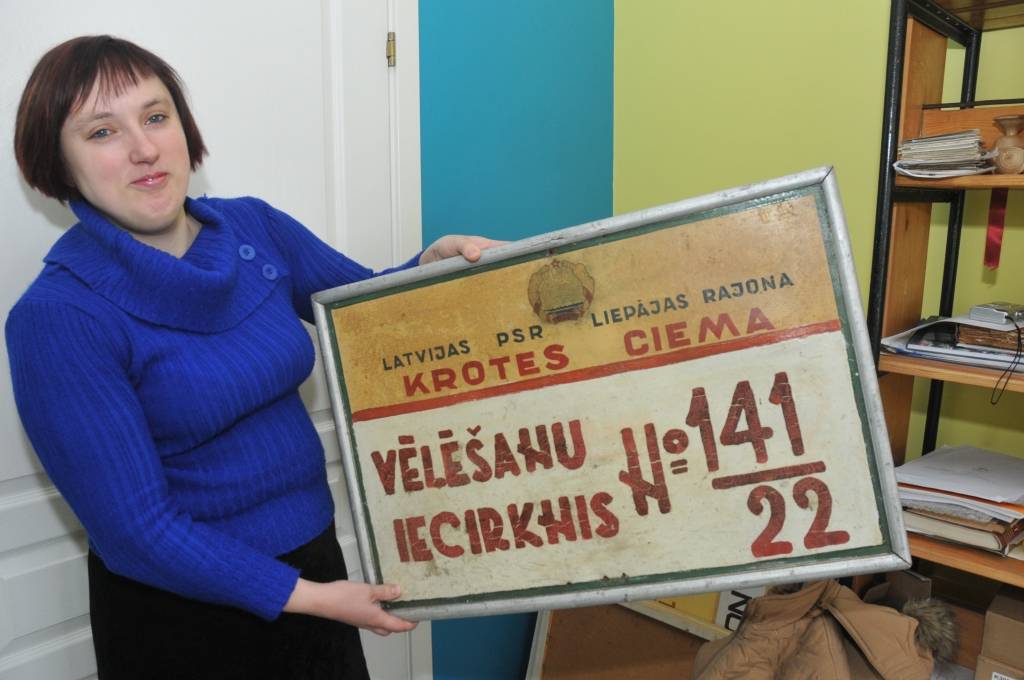 LATVIJAS PSR LIEPĀJAS RAJONA
KROTES CIEMA
VĒLĒŠANU
IECIRKNIS № 141
22